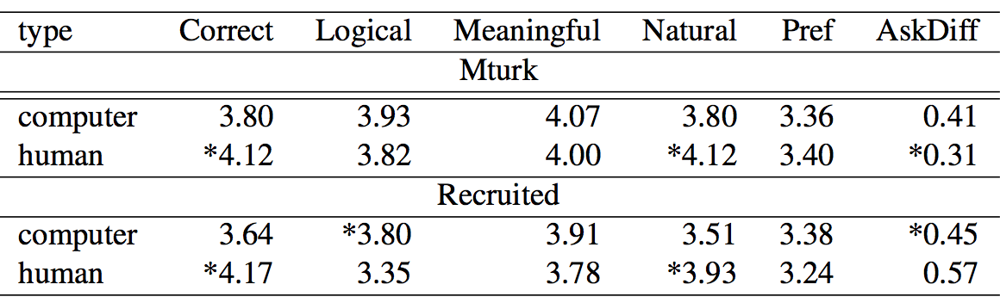 type Correct Logical Meaningful Natural Pref AskDiff
Mturk
computer 3.80 3.93 4.07 3.80 3.36 0.41
human *4.12 3.82 4.00 *4.12 3.40 *0.31
Recruited
computer 3.64 *3.80 3.91 3.51 3.38 *0.45
human *4.17 3.35 3.78 *3.93 3.24 0.57